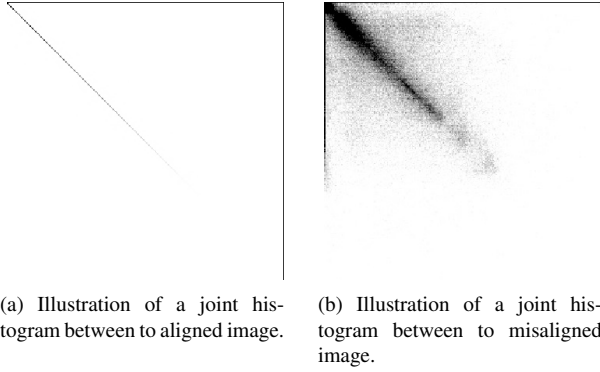 (a) Illustration of a joint his-
togram between to aligned image.
(b) Illustration of a joint his-
togram between to misaligned
image.